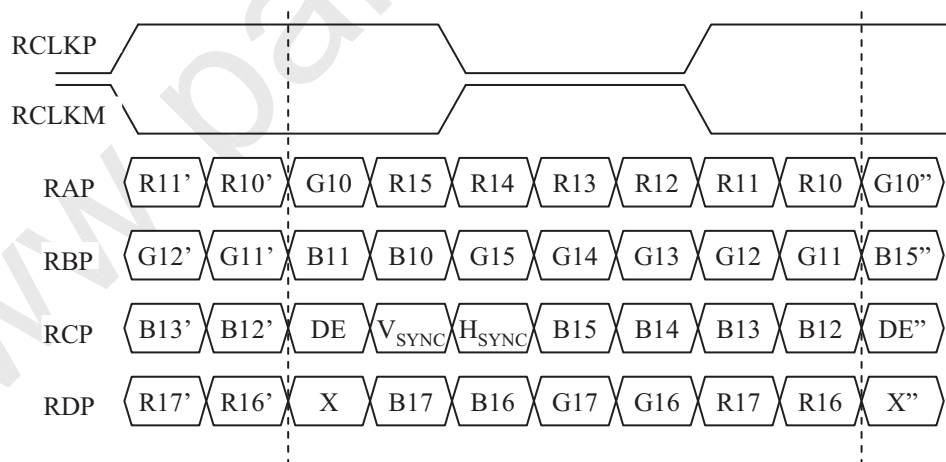 RCLKP
RCLKM
RAP R11’ R10’ G10 R15 R14 R13 R12 R11 R10 G10”
RBP G12’ G11’ B11 B10 G15 G14 G13 G12 G11 B15”
RCP B13’ B12’ DE VSYNC HSYNC B15 B14 B13 B12 DE”
RDP R17’ R16’ X B17 B16 G17 G16 R17 R16 X”
www.pa